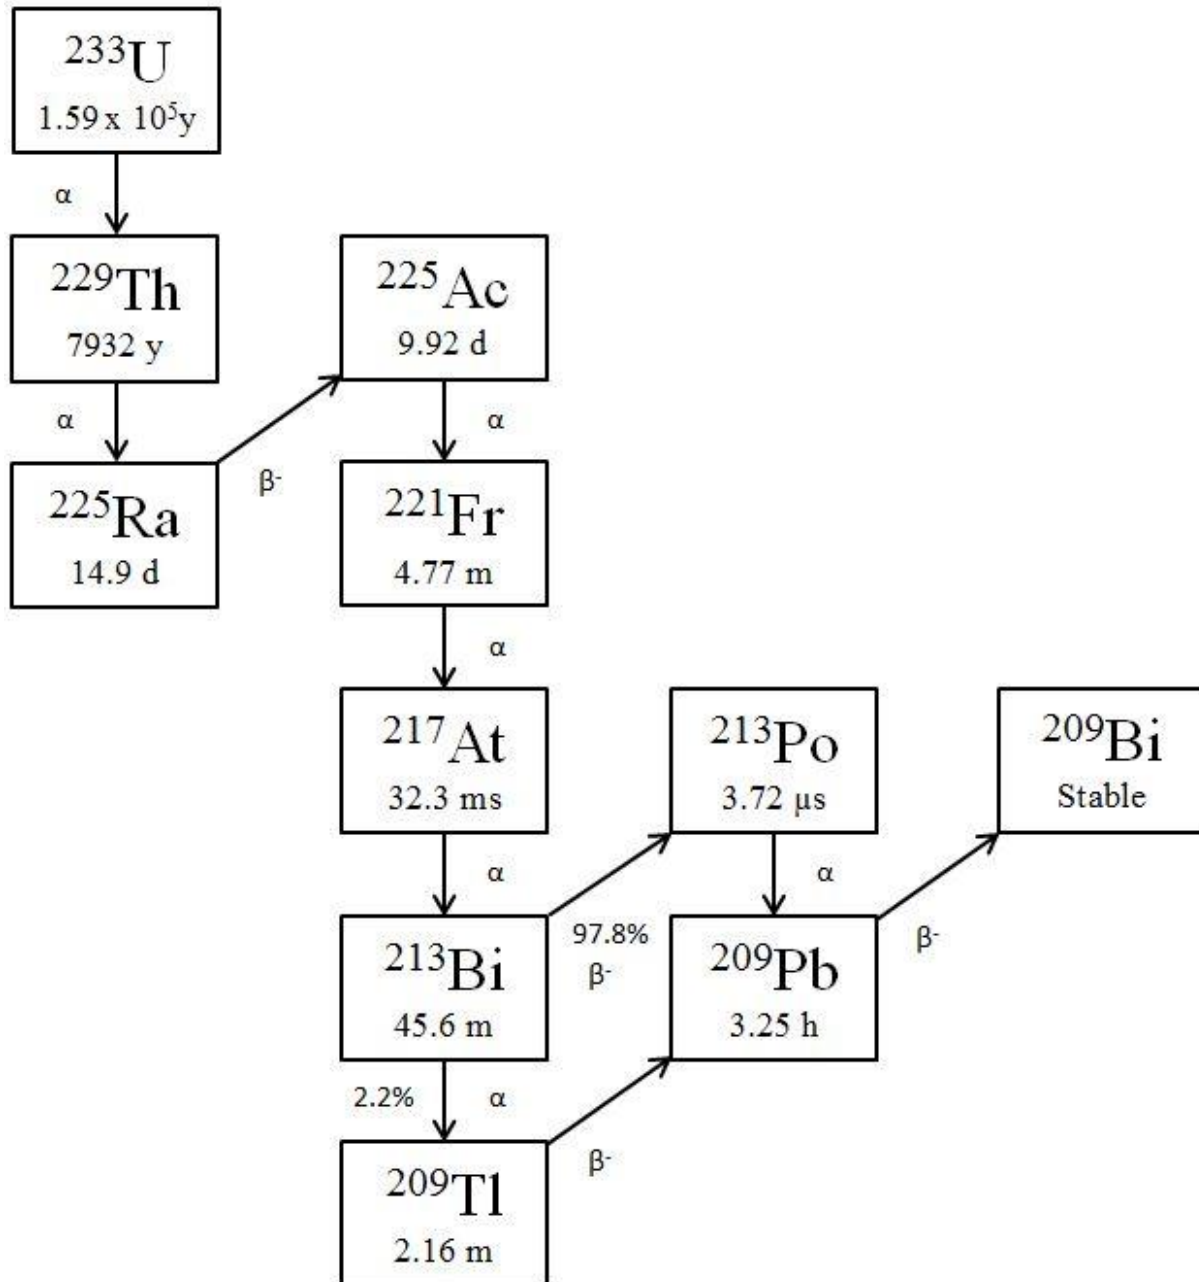 ²³³U
1.59 x 10⁵y
α
²²⁹Th
7932 y
²²⁵Ac
9.92 d
α
α
β-
²²⁵Ra
14.9 d
²²¹Fr
4.77 m
α
²¹⁷At
32.3 ms
²¹³Po
3.72 μs
²⁰⁹Bi
Stable
α
α
97.8%
β-
β-
²¹³Bi
45.6 m
²⁰⁹Pb
3.25 h
2.2%
α
β-
²⁰⁹Tl
2.16 m